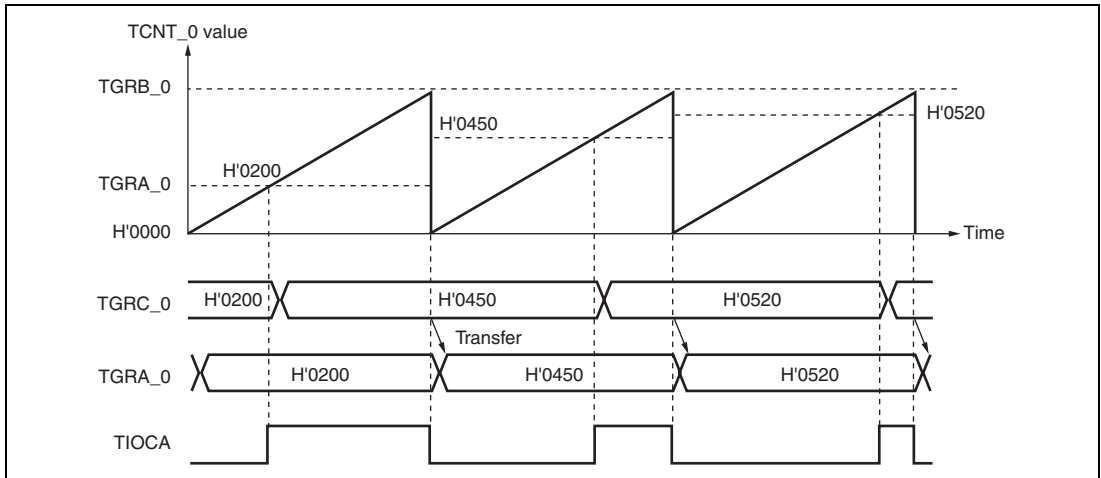 TCNT_0 value
TGRB_0
H'0450
H'0520
H'0200
TGRA_0
H'0000
Time
TGRC_0
H'0200
H'0450
H'0520
Transfer
TGRA_0
H'0200
H'0450
H'0520
TIOCA